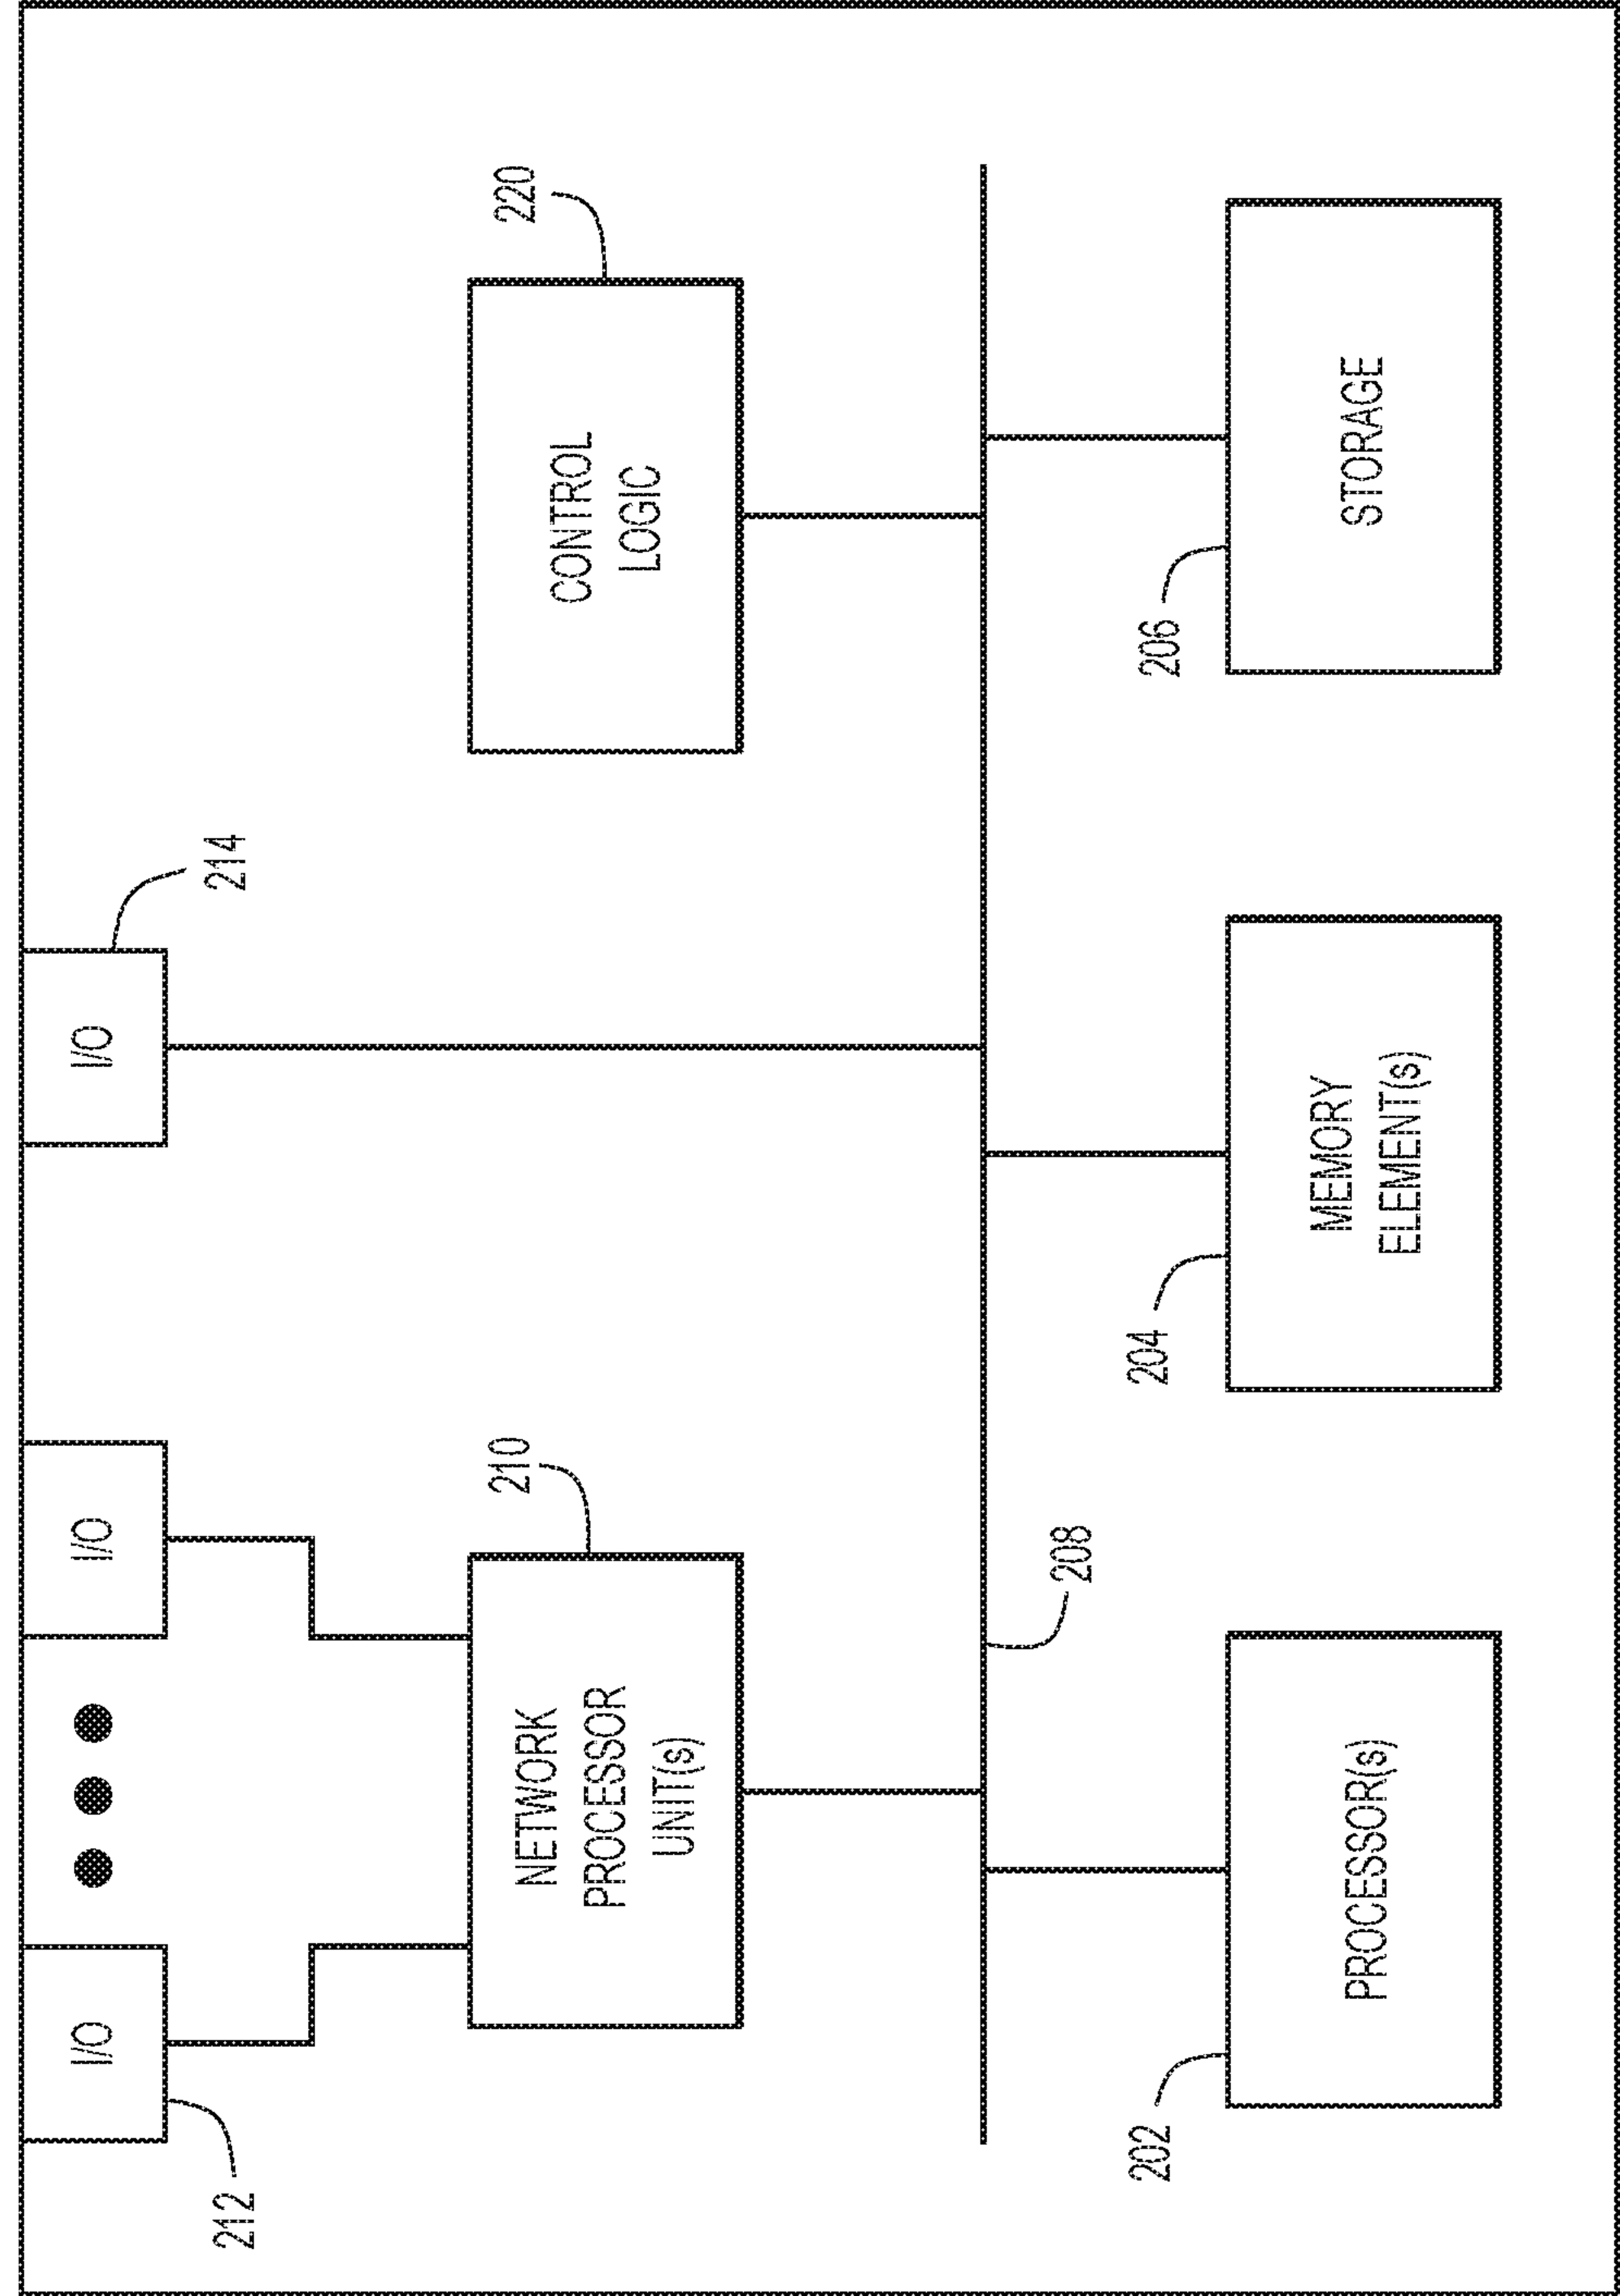 I/O
I/O
I/O
212
214
NETWORK
PROCESSOR
UNIT(s)
210
CONTROL
LOGIC
220
208
202
PROCESSOR(s)
204
MEMORY
ELEMENT(s)
206
STORAGE